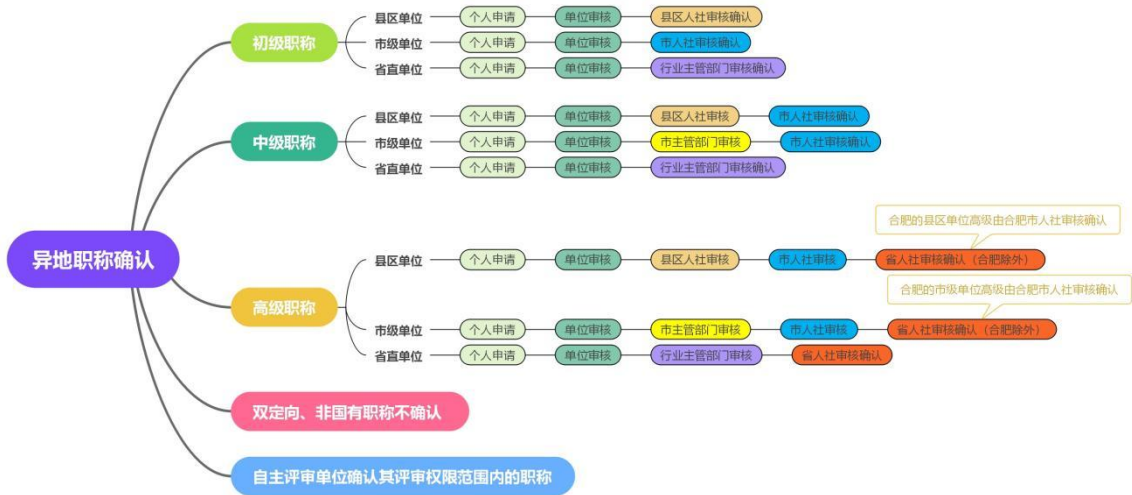 异地职称确认
初级职称
县区单位 个人申请 单位审核 县区人社审核确认
市级单位 个人申请 单位审核 市人社审核确认
省直单位 个人申请 单位审核 行业主管部门审核确认
中级职称
县区单位 个人申请 单位审核 县区人社审核 市人社审核确认
市级单位 个人申请 单位审核 市主管部门审核 市人社审核确认
省直单位 个人申请 单位审核 行业主管部门审核确认
高级职称
合肥的县区单位高级由合肥市人社审核确认
县区单位 个人申请 单位审核 县区人社审核 市人社审核 省人社审核确认（合肥除外）
合肥的市级单位高级由合肥市人社审核确认
市级单位 个人申请 单位审核 市主管部门审核 市人社审核 省人社审核确认（合肥除外）
省直单位 个人申请 单位审核 行业主管部门审核 省人社审核确认
双定向、非国有职称不确认
自主评审单位确认其评审权限范围内的职称